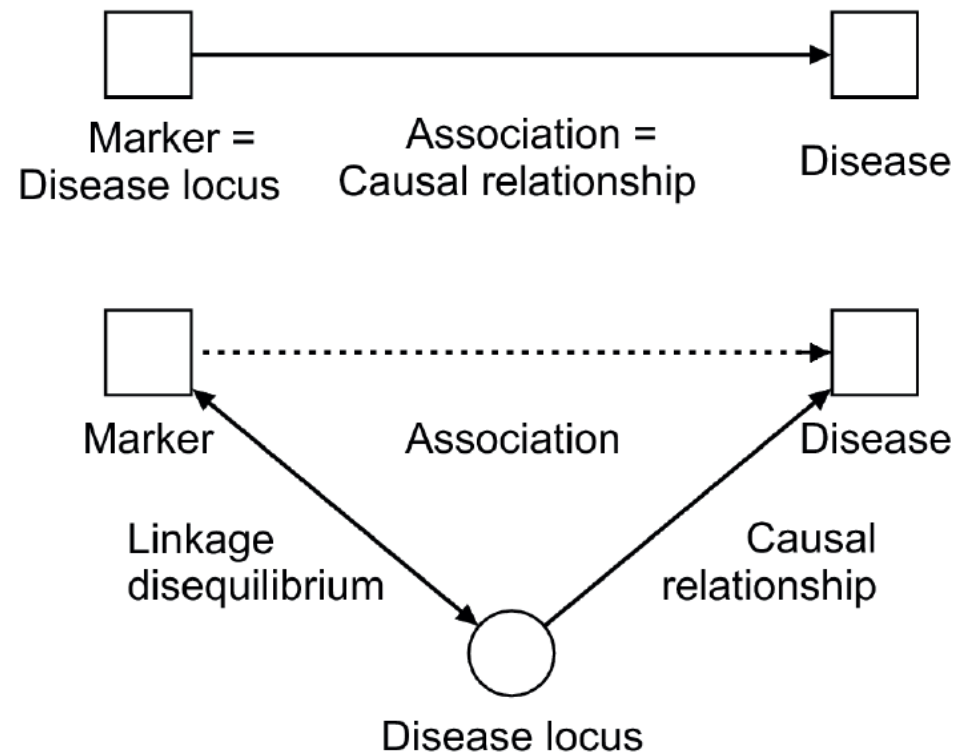 Marker =
Disease locus
Association =
Causal relationship
Disease
Marker
Association
Disease
Linkage
disequilibrium
Causal
relationship
Disease locus